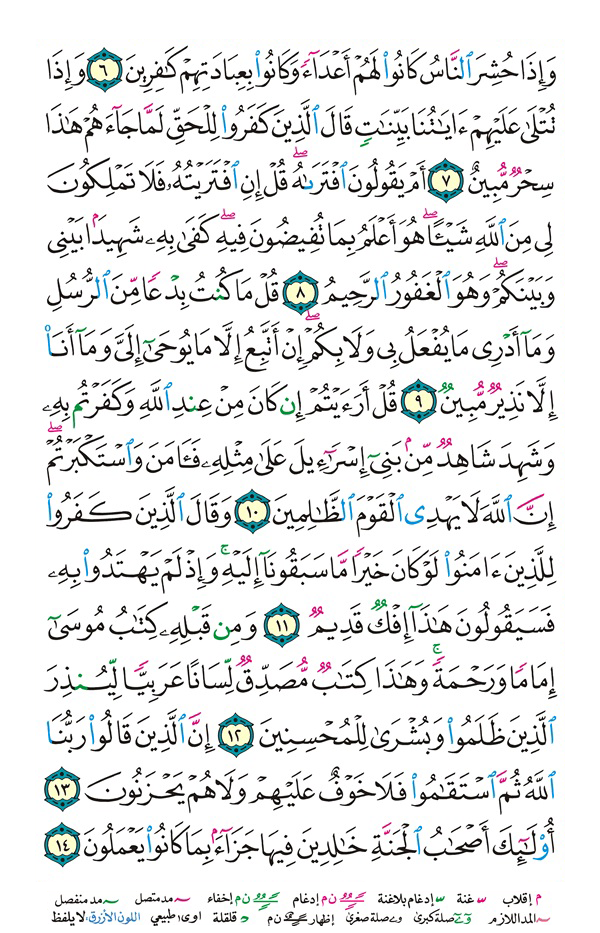 وَإِذَا حُشِرَ ٱلنَّاسُ كَانُوا۟ لَهُمْ أَعْدَآءً وَكَانُوا۟ بِعِبَادَتِهِمْ كَـٰفِرِينَ ٦ وَإِذَا
تُتْلَىٰ عَلَيْهِمْ ءَايَـٰتُنَا بَيِّنَـٰتٍ قَالَ ٱلَّذِينَ كَفَرُوا۟ لِلْحَقِّ لَمَّا جَآءَهُمْ هَـٰذَا
سِحْرٌ مُّبِينٌ ٧ أَمْ يَقُولُونَ ٱفْتَرَىٰهُ ۖ قُلْ إِنِ ٱفْتَرَيْتُهُۥ فَلَا تَمْلِكُونَ
لِى مِنَ ٱللَّهِ شَيْـًٔا ۖ هُوَ أَعْلَمُ بِمَا تُفِيضُونَ فِيهِ ۖ كَفَىٰ بِهِۦ شَهِيدًۢا بَيْنِى
وَبَيْنَكُمْ ۖ وَهُوَ ٱلْغَفُورُ ٱلرَّحِيمُ ٨ قُلْ مَا كُنتُ بِدْعًا مِّنَ ٱلرُّسُلِ
وَمَآ أَدْرِى مَا يُفْعَلُ بِى وَلَا بِكُمْ ۖ إِنْ أَتَّبِعُ إِلَّا مَا يُوحَىٰٓ إِلَىَّ وَمَآ أَنَا۠
إِلَّا نَذِيرٌ مُّبِينٌ ٩ قُلْ أَرَءَيْتُمْ إِن كَانَ مِنْ عِندِ ٱللَّهِ وَكَفَرْتُم بِهِۦ
وَشَهِدَ شَاهِدٌ مِّنۢ بَنِىٓ إِسْرَٰٓءِيلَ عَلَىٰ مِثْلِهِۦ فَـَٔامَنَ وَٱسْتَكْبَرْتُمْ ۖ
إِنَّ ٱللَّهَ لَا يَهْدِى ٱلْقَوْمَ ٱلظَّـٰلِمِينَ ١٠ وَقَالَ ٱلَّذِينَ كَفَرُوا۟
لِلَّذِينَ ءَامَنُوا۟ لَوْ كَانَ خَيْرًا مَّا سَبَقُونَآ إِلَيْهِ ۚ وَإِذْ لَمْ يَهْتَدُوا۟ بِهِۦ
فَسَيَقُولُونَ هَـٰذَآ إِفْكٌ قَدِيمٌ ١١ وَمِن قَبْلِهِۦ كِتَـٰبُ مُوسَىٰٓ
إِمَامًا وَرَحْمَةً ۚ وَهَـٰذَا كِتَـٰبٌ مُّصَدِّقٌ لِّسَانًا عَرَبِيًّا لِّيُنذِرَ
ٱلَّذِينَ ظَلَمُوا۟ وَبُشْرَىٰ لِلْمُحْسِنِينَ ١٢ إِنَّ ٱلَّذِينَ قَالُوا۟ رَبُّنَا
ٱللَّهُ ثُمَّ ٱسْتَقَـٰمُوا۟ فَلَا خَوْفٌ عَلَيْهِمْ وَلَا هُمْ يَحْزَنُونَ ١٣
أُو۟لَـٰٓئِكَ أَصْحَـٰبُ ٱلْجَنَّةِ خَـٰلِدِينَ فِيهَا جَزَآءًۢ بِمَا كَانُوا۟ يَعْمَلُونَ ١٤
م إقلاب س غنة س إدغام بلاغنة ن م إدغام ن م إخفاء مد متصل مد منفصل
المد اللازم صلة كبرى صلة صغرى إظهار ن م قلقلة اوى طبيعي اللون الأزرق: لا يلفظ